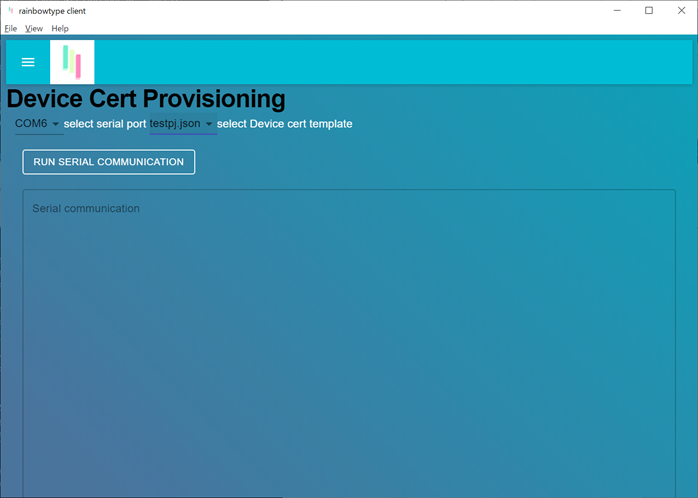 rainbowtype client
File View Help
Device Cert Provisioning
COM6 select serial port testpj.json select Device cert template
RUN SERIAL COMMUNICATION
Serial communication